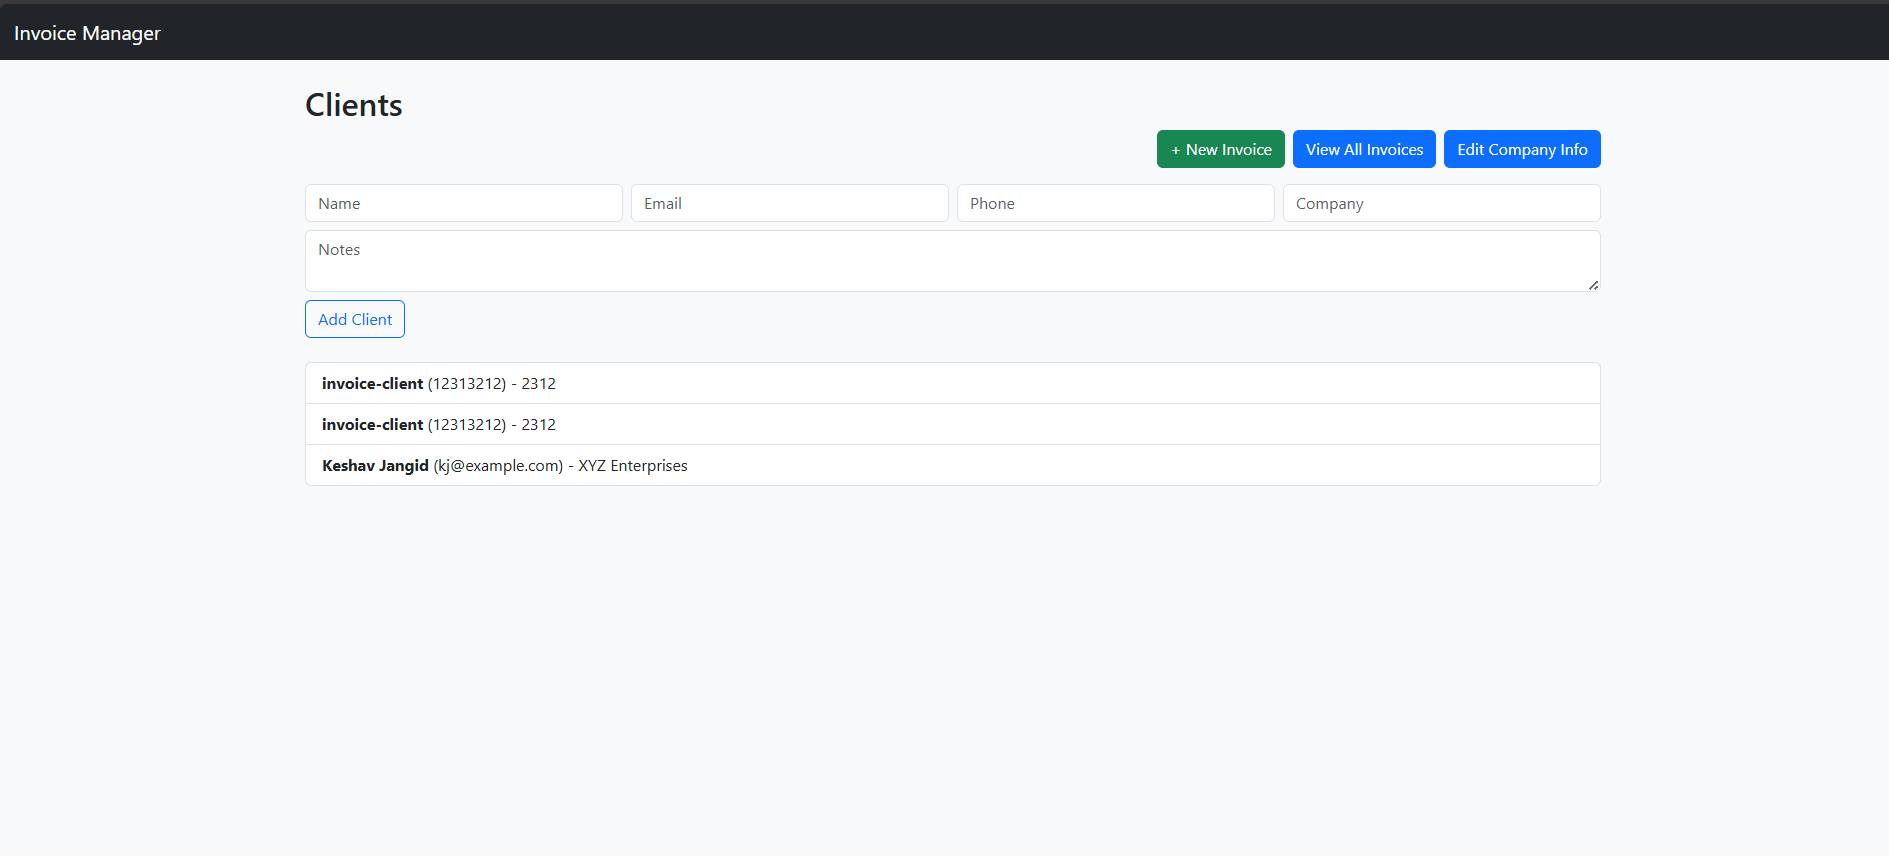 Invoice Manager
Clients
+ New Invoice View All Invoices Edit Company Info
Name Email Phone Company
Notes
Add Client
invoice-client (12313212) - 2312
invoice-client (12313212) - 2312
Keshav Jangid (kj@example.com) - XYZ Enterprises